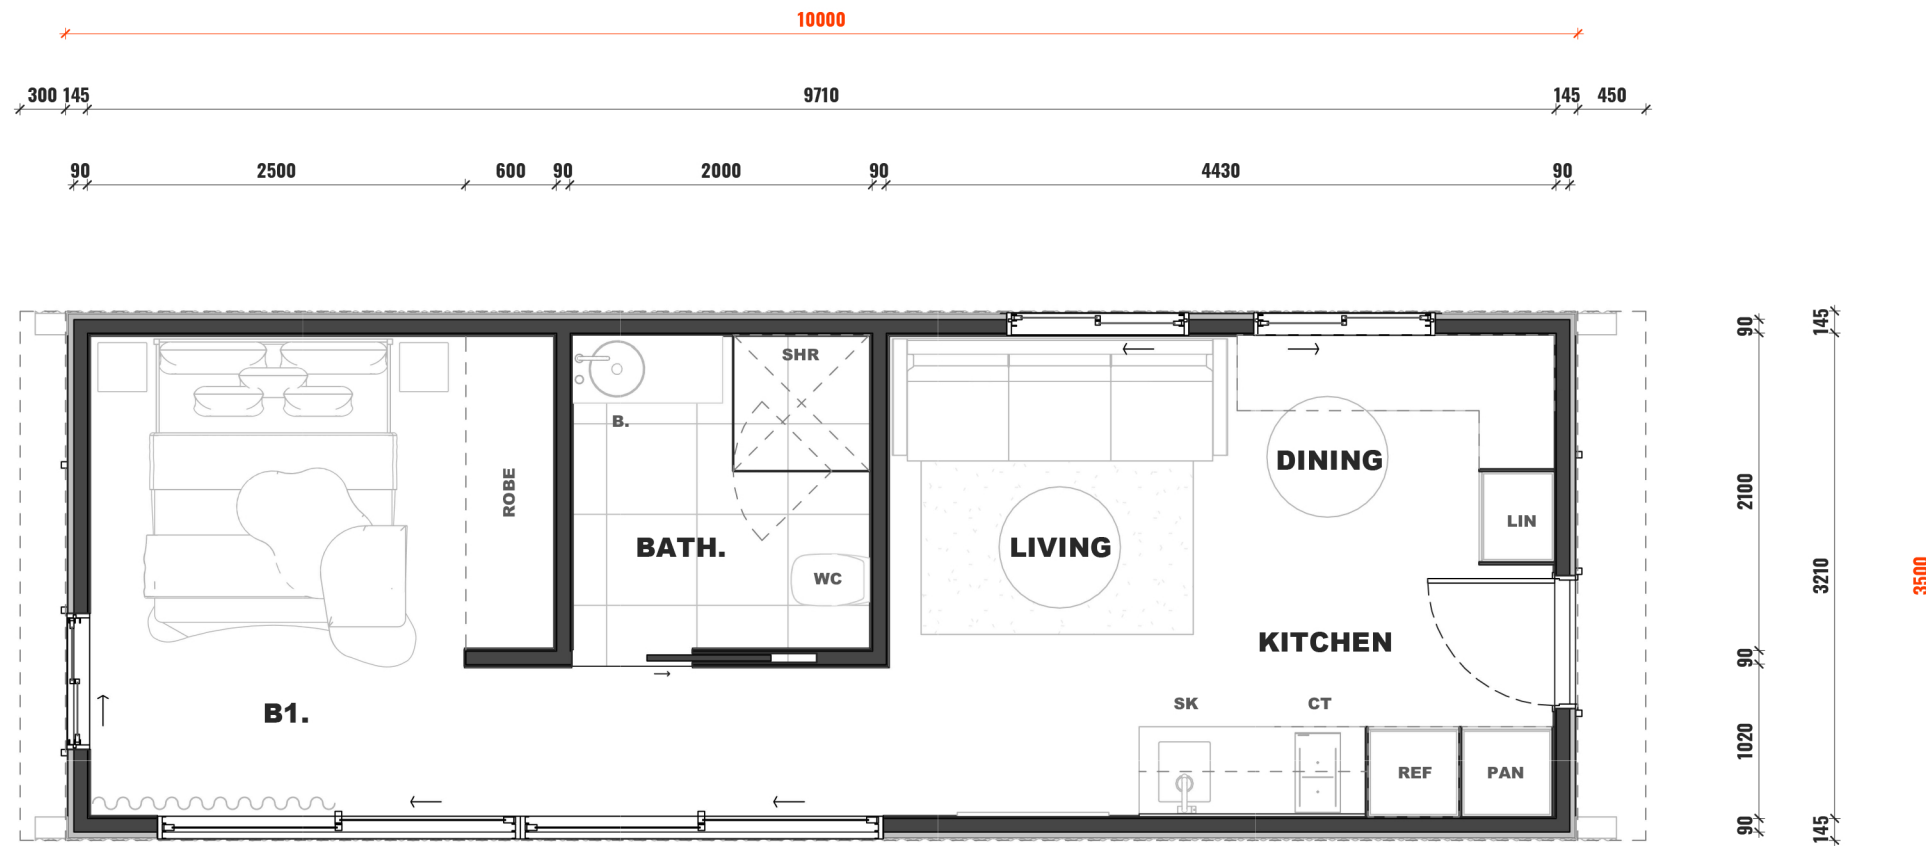 10000
300 145 9710 145 450
90 2500 600 90 2000 90 4430 90
SHR
B.
ROBE
BATH.
WC
LIVING
DINING
LIN
KITCHEN
B1.
SK CT
REF PAN
90 2100 90 1020 90
145 3210 145
3500